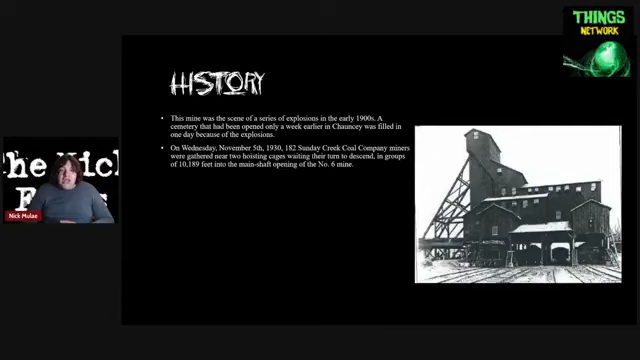 THINGS
NETWORK
HISTORY
• This mine was the scene of a series of explosions in the early 1900s. A
cemetery that had been opened only a week earlier in Chauncey was filled in
one day because of the explosions.
• On Wednesday, November 5th, 1930, 182 Sunday Creek Coal Company miners
were gathered near two hoisting cages waiting their turn to descend, in groups
of 10,189 feet into the main-shaft opening of the No. 6 mine.
he Nick
Nick Mulae